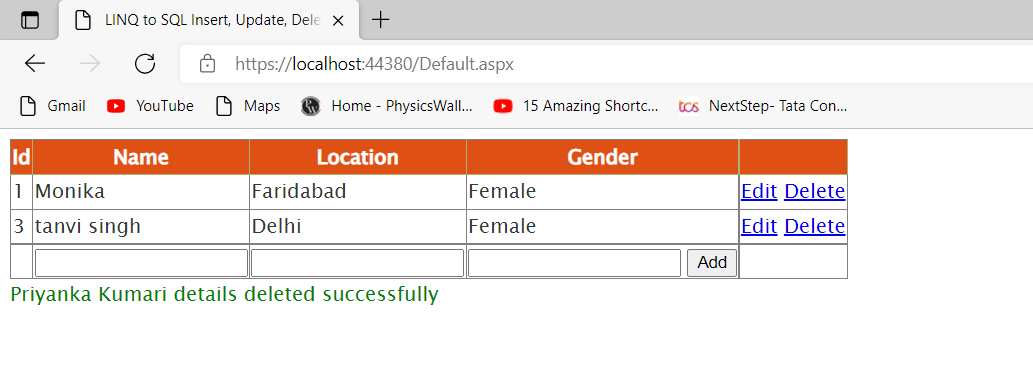 LINQ to SQL Insert, Update, Dele
https://localhost:44380/Default.aspx
Gmail YouTube Maps Home - PhysicsWall... 15 Amazing Shortc... tcs NextStep- Tata Con...
Id Name Location Gender
1 Monika Faridabad Female Edit Delete
3 tanvi singh Delhi Female Edit Delete
Add
Priyanka Kumari details deleted successfully